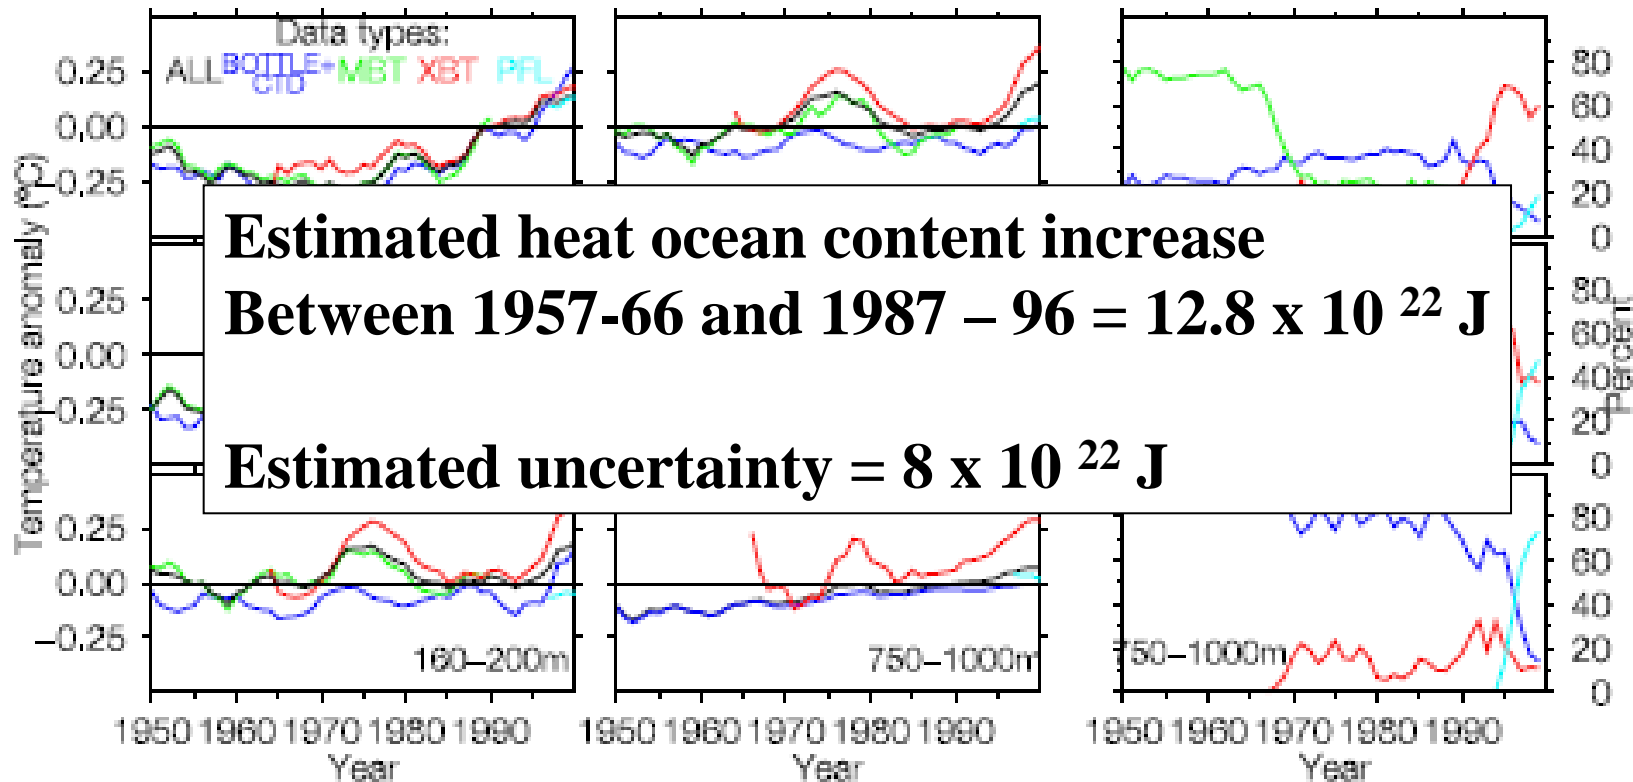 Data types:
ALL BOTTLE+ CTD MBT XBT PFL
0.25
0.00
−0.25
80
60
40
20
0
Temperature anomaly (ºC)
Estimated heat ocean content increase
Between 1957-66 and 1987 – 96 = 12.8 x 10 22 J
Estimated uncertainty = 8 x 10 22 J
0.25
0.00
−0.25
80
60
40
20
0
Percent
0.25
0.00
−0.25
160−200m
750−1000m
750−1000m
80
60
40
20
0
1950 1960 1970 1980 1990
1950 1960 1970 1980 1990
1950 1960 1970 1980 1990
Year
Year
Year